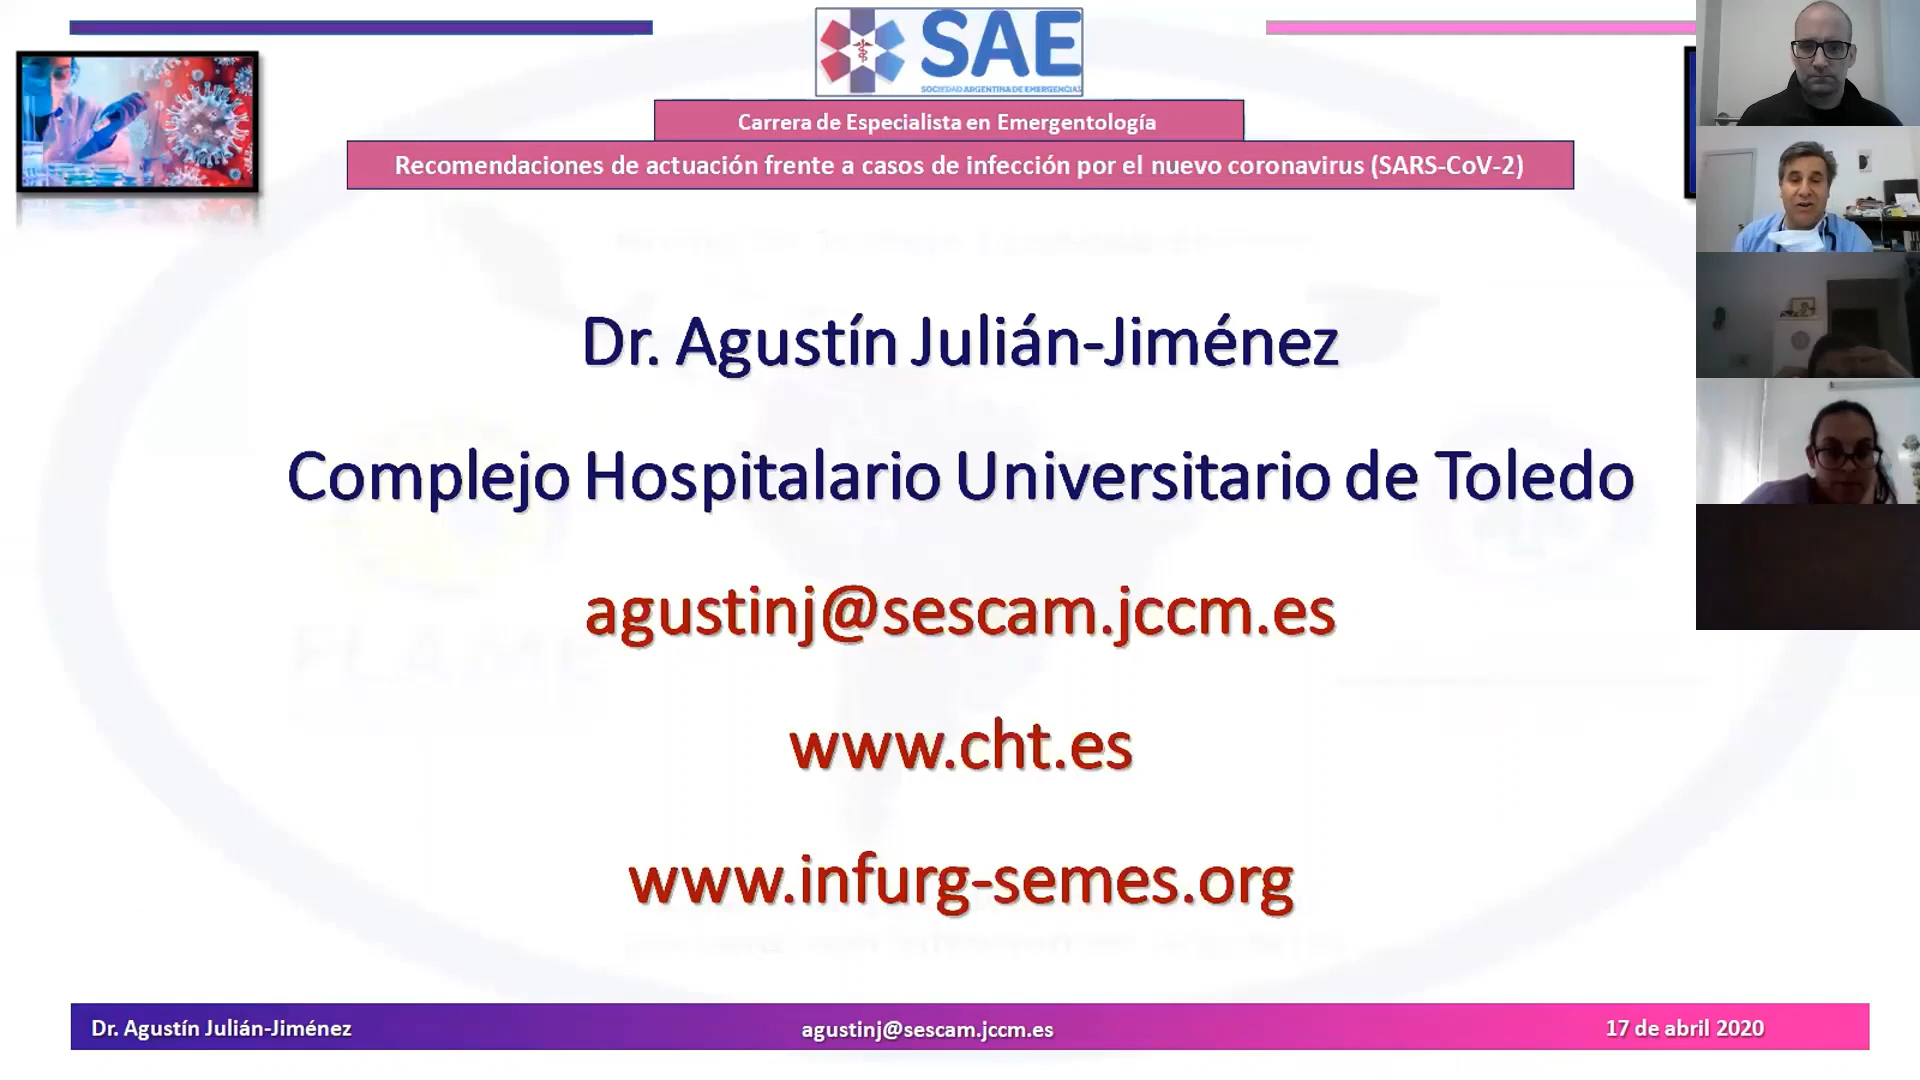 SAE
SOCIEDAD ARGENTINA DE EMERGENCIAS
Carrera de Especialista en Emergentología
Recomendaciones de actuación frente a casos de infección por el nuevo coronavirus (SARS-CoV-2)
Dr. Agustín Julián-Jiménez
Complejo Hospitalario Universitario de Toledo
agustinj@sescam.jccm.es
www.cht.es
www.infurg-semes.org
FLAME
Dr. Agustín Julián-Jiménez
agustinj@sescam.jccm.es
17 de abril 2020